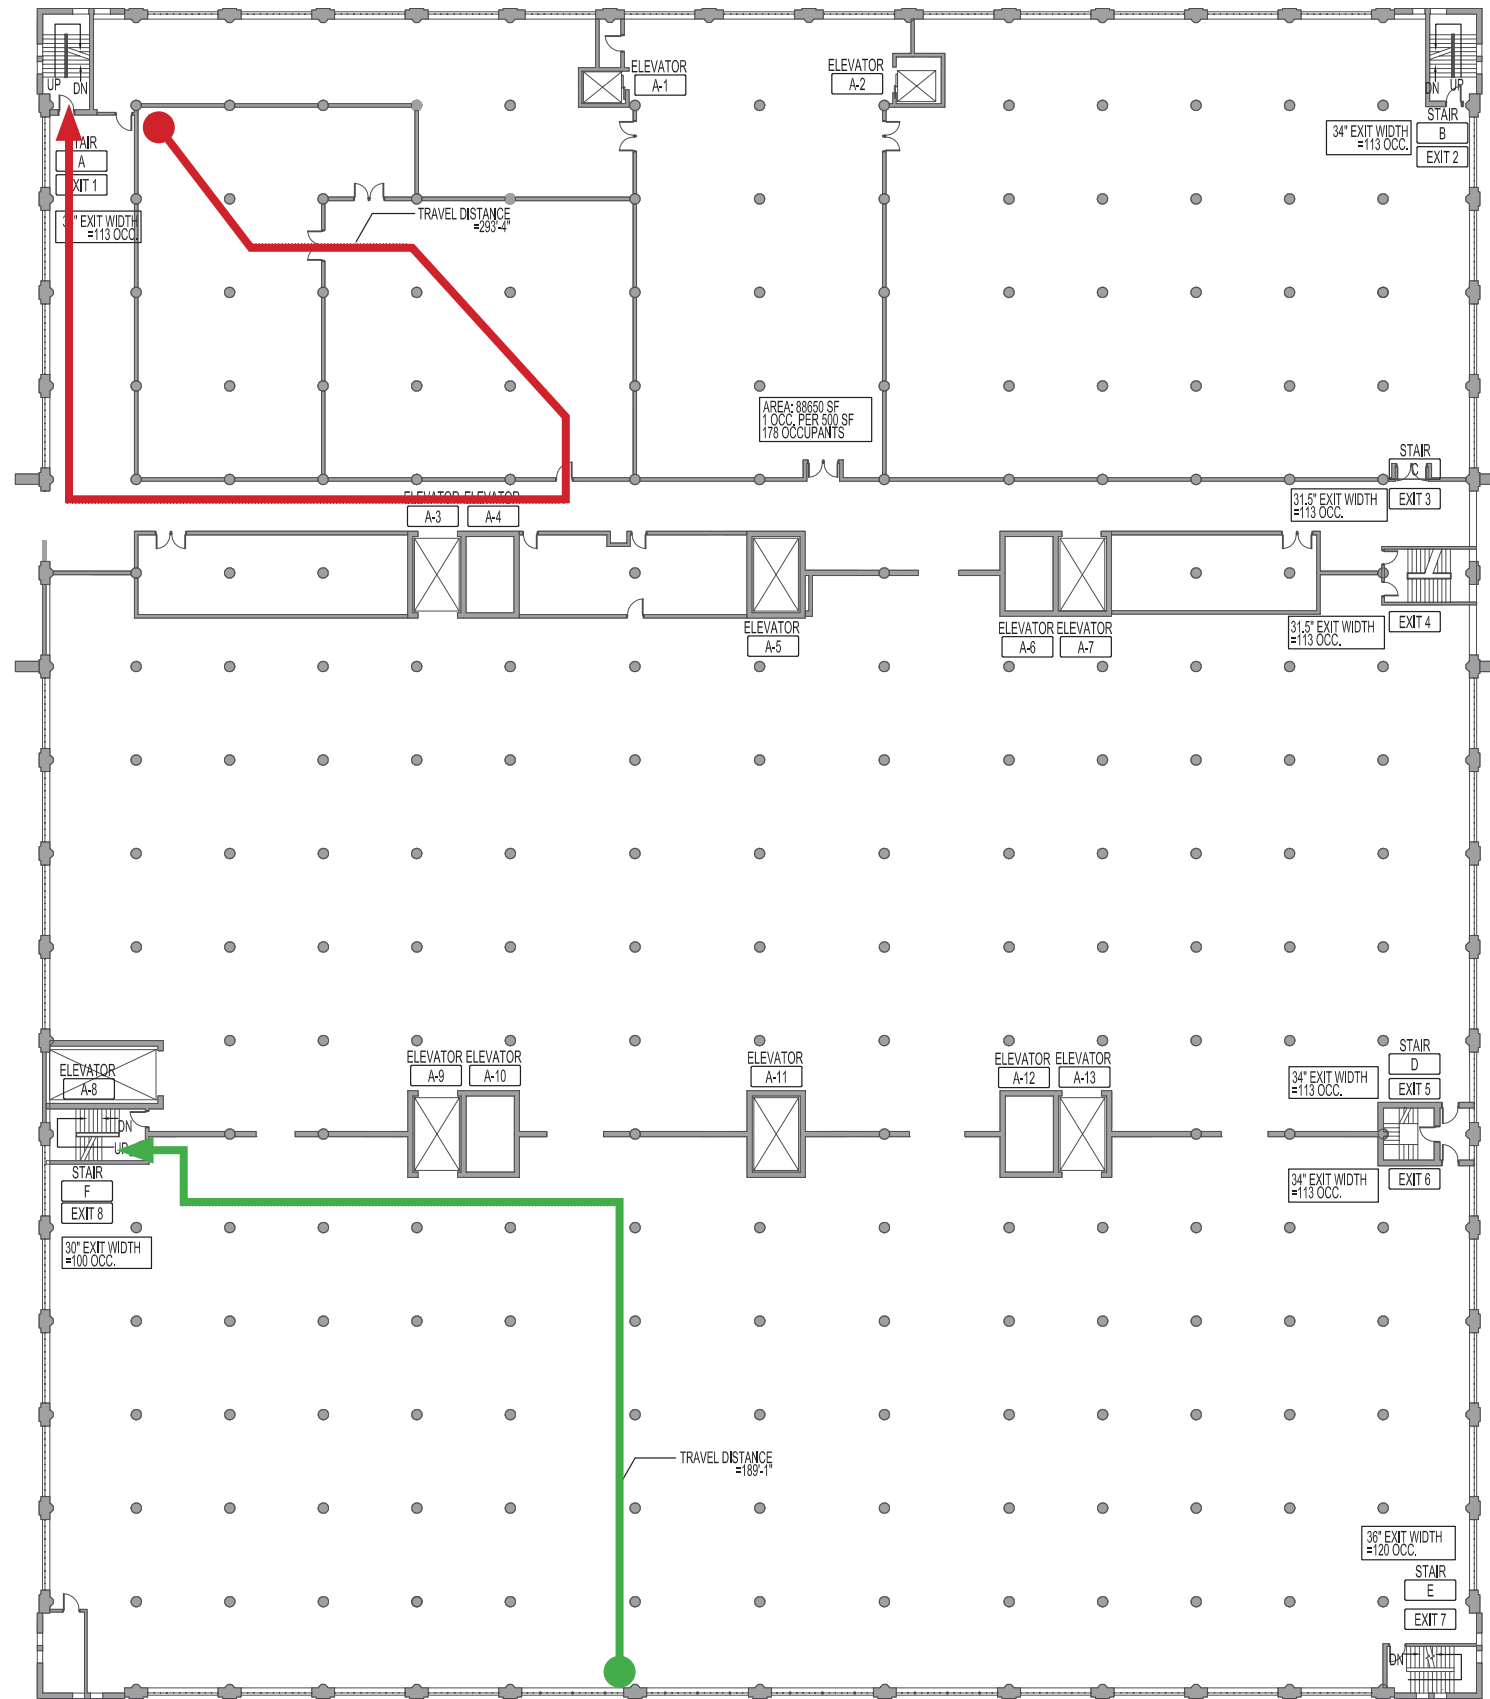 ELEVATOR
A-1
ELEVATOR
A-2
UP
DN
DN
UP
STAIR
A
EXIT 1
34" EXIT WIDTH
=113 OCC.
STAIR
B
EXIT 2
EXIT WIDTH
=113 OCC.
TRAVEL DISTANCE
=293'-4"
AREA: 88650 SF
1 OCC. PER 500 SF
178 OCCUPANTS
STAIR
C
EXIT 3
31.5" EXIT WIDTH
=113 OCC.
ELEVATOR
A-3
ELEVATOR
A-4
ELEVATOR
A-5
ELEVATOR
A-6
ELEVATOR
A-7
31.5" EXIT WIDTH
=113 OCC.
EXIT 4
ELEVATOR
A-8
ELEVATOR
A-9
ELEVATOR
A-10
ELEVATOR
A-11
ELEVATOR
A-12
ELEVATOR
A-13
STAIR
D
EXIT 5
34" EXIT WIDTH
=113 OCC.
DN
UP
STAIR
F
EXIT 8
34" EXIT WIDTH
=113 OCC.
EXIT 6
30" EXIT WIDTH
=100 OCC.
TRAVEL DISTANCE
=189'-1"
36" EXIT WIDTH
=120 OCC.
STAIR
E
EXIT 7
DN